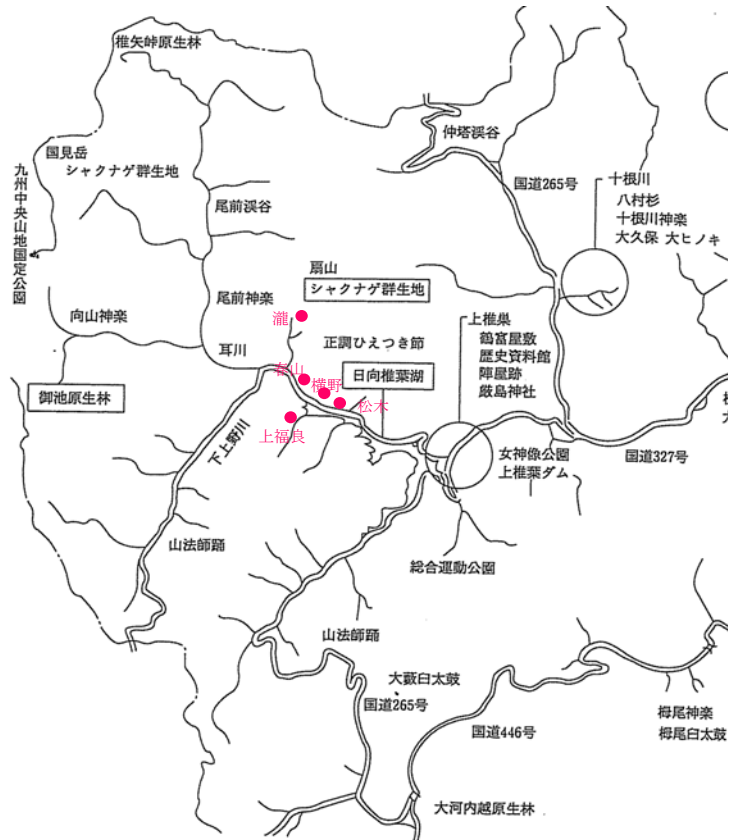 椎矢峠原生林
仲塔渓谷
国見岳
シャクナゲ群生地
九州中央山地国定公園
国道265号
十根川
八村杉
十根川神楽
大久保 大ヒノキ
尾前渓谷
扇山
シャクナゲ群生地
尾前神楽
向山神楽
瀧
上椎巣
鶴富屋敷
歴史資料館
陣屋跡
厳島神社
正調ひえつき節
耳川
日向椎葉湖
春山
横野
松木
御池原生林
上福良
下上野川
女神像公園
上椎葉ダム
国道327号
山法師踊
総合運動公園
山法師踊
大藪臼太鼓
国道265号
国道446号
栂尾神楽
栂尾臼太鼓
大河内越原生林